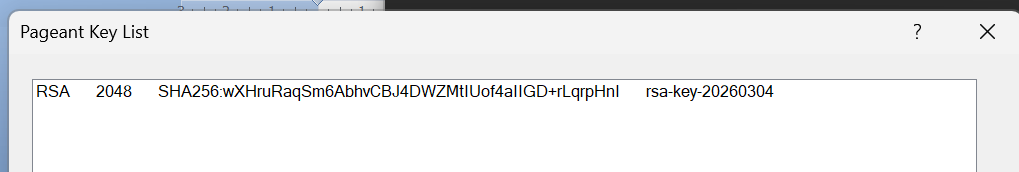 Pageant Key List
? ×
RSA 2048 SHA256:wXHruRaqSm6AbhvCBJ4DWZMtIUof4aIIGD+rLqrpHnI rsa-key-20260304